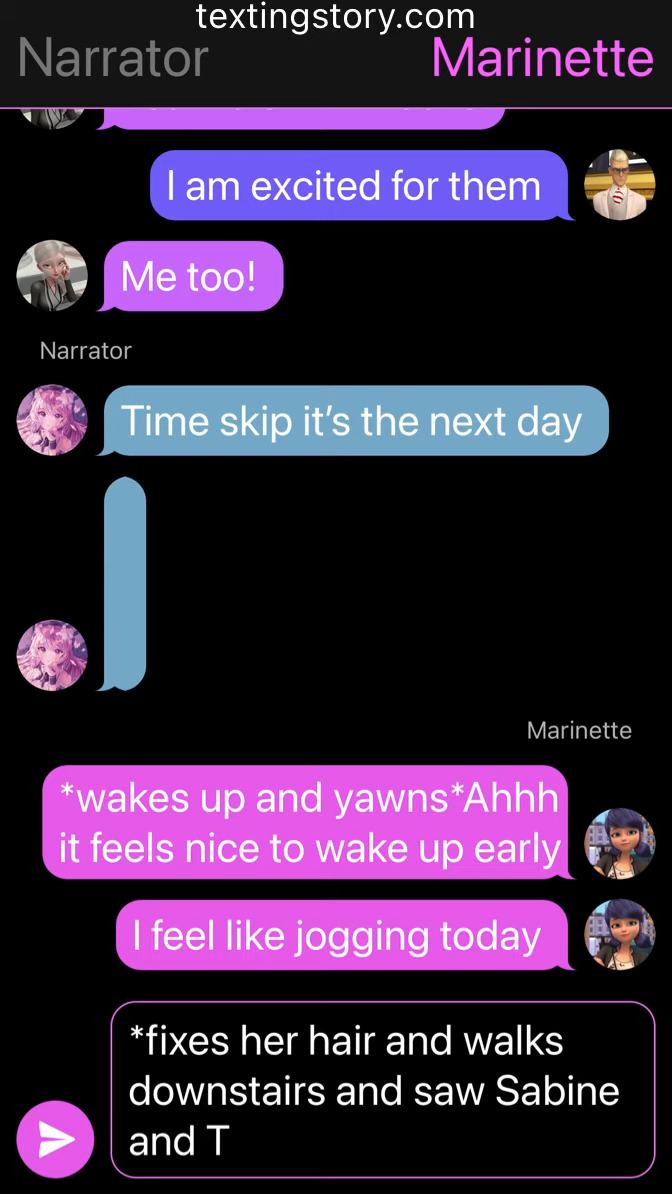 textingstory.com
Narrator
Marinette
I am excited for them
Me too!
Narrator
Time skip it’s the next day
Marinette
*wakes up and yawns*Ahhh
it feels nice to wake up early
I feel like jogging today
*fixes her hair and walks
downstairs and saw Sabine
and T